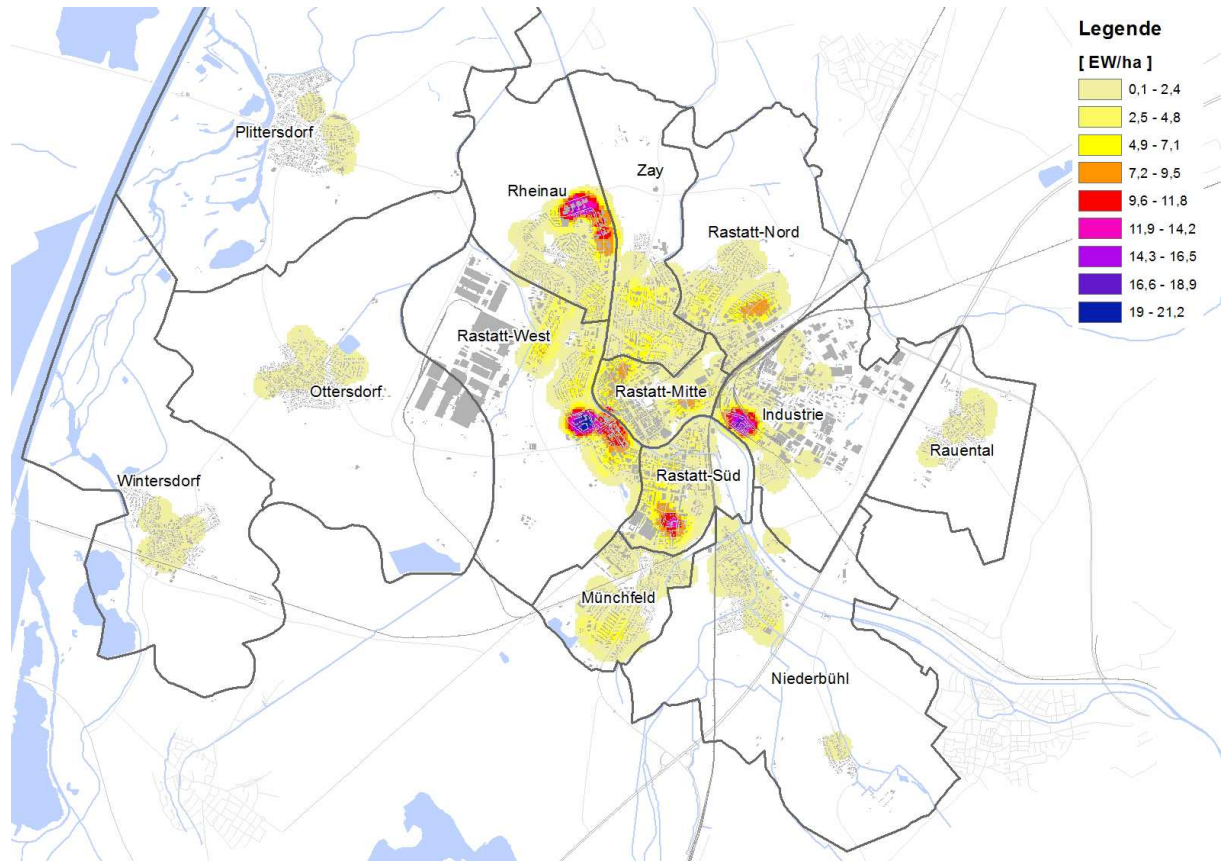 Legende
[ EW/ha ]
0,1 - 2,4
2,5 - 4,8
4,9 - 7,1
7,2 - 9,5
9,6 - 11,8
11,9 - 14,2
14,3 - 16,5
16,6 - 18,9
19 - 21,2
Plittersdorf
Zay
Rheinau
Rastatt-Nord
Rastatt-West
Ottersdorf
Rastatt-Mitte
Industrie
Rauental
Rastatt-Süd
Wintersdorf
Münchfeld
Niederbühl